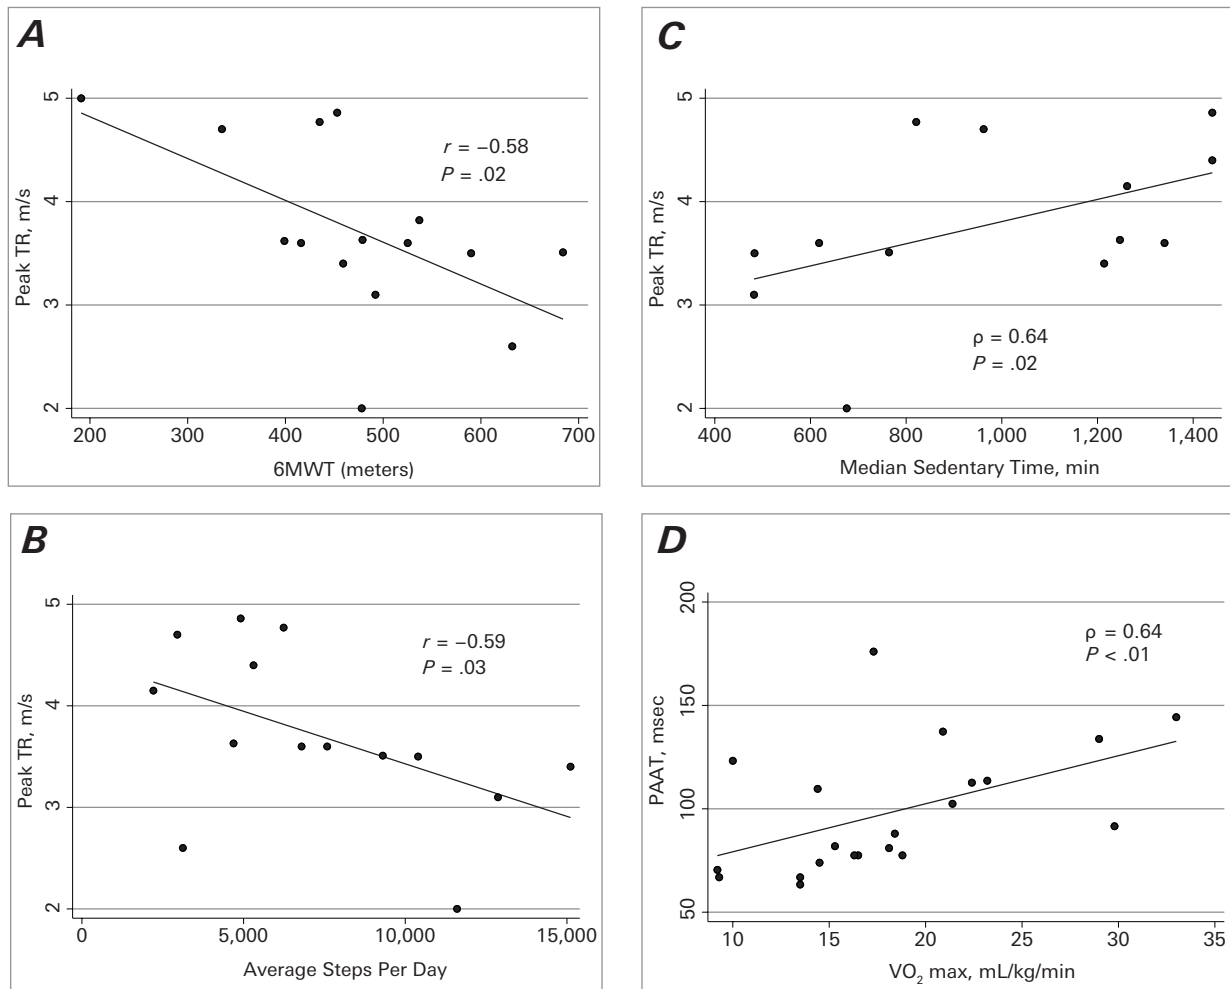 A
5
4
3
2
Peak TR, m/s
r = −0.58
P = .02
200 300 400 500 600 700
6MWT (meters)
C
5
4
3
2
Peak TR, m/s
ρ = 0.64
P = .02
400 600 800 1,000 1,200 1,400
Median Sedentary Time, min
B
5
4
3
2
Peak TR, m/s
r = −0.59
P = .03
0 5,000 10,000 15,000
Average Steps Per Day
D
200
150
100
50
PAAT, msec
ρ = 0.64
P < .01
10 15 20 25 30 35
VO₂ max, mL/kg/min